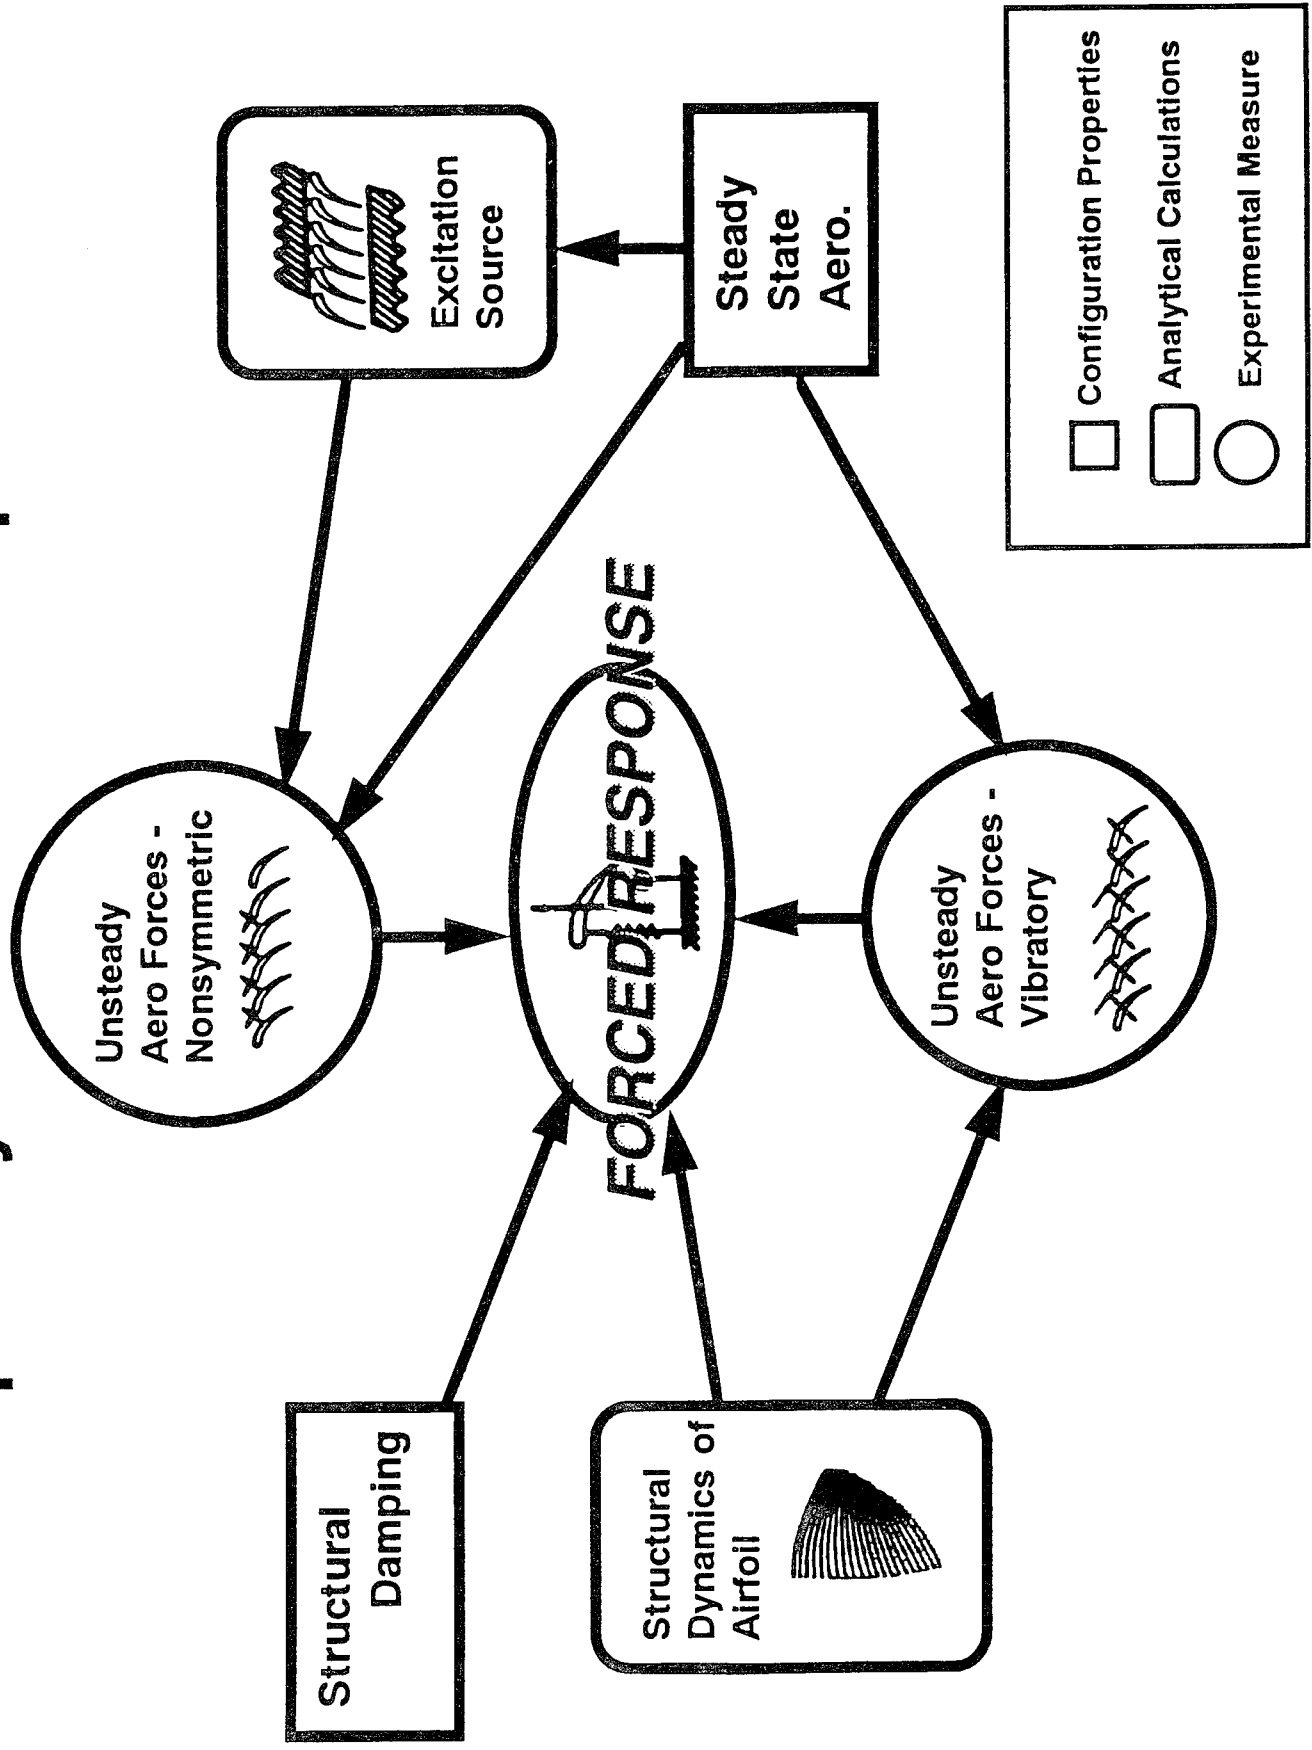 Unsteady
Aero Forces -
Nonsymmetric
Structural
Damping
Excitation
Source
FORCED RESPONSE
Structural
Dynamics of
Airfoil
Steady
State
Aero.
Unsteady
Aero Forces -
Vibratory
Configuration Properties
Analytical Calculations
Experimental Measure